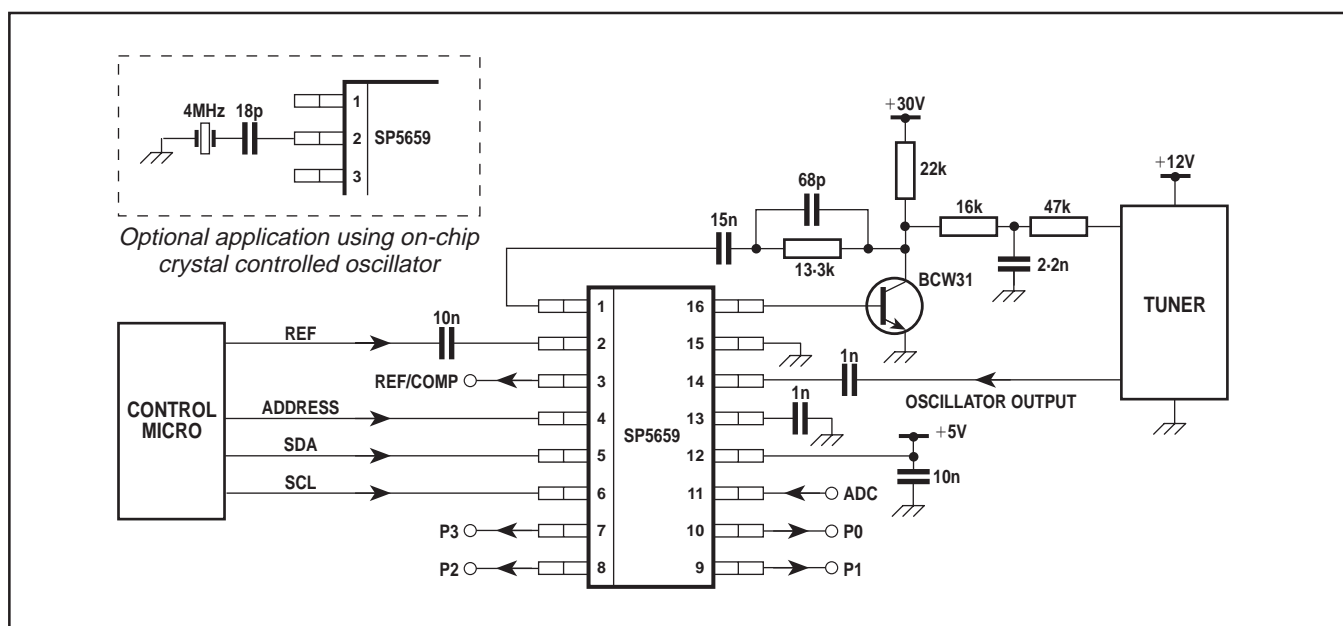 4MHz 18p
1
2
3
SP5659
Optional application using on-chip
crystal controlled oscillator
+30V
22k
68p
15n
13·3k
16k 47k
2·2n
BCW31
+12V
TUNER
CONTROL
MICRO
REF
10n
REF/COMP
ADDRESS
SDA
SCL
P3
P2
1
2
3
4
5
6
7
8
SP5659
16
15
14
13
12
11
10
9
1n
OSCILLATOR OUTPUT
1n
+5V
10n
ADC
P0
P1